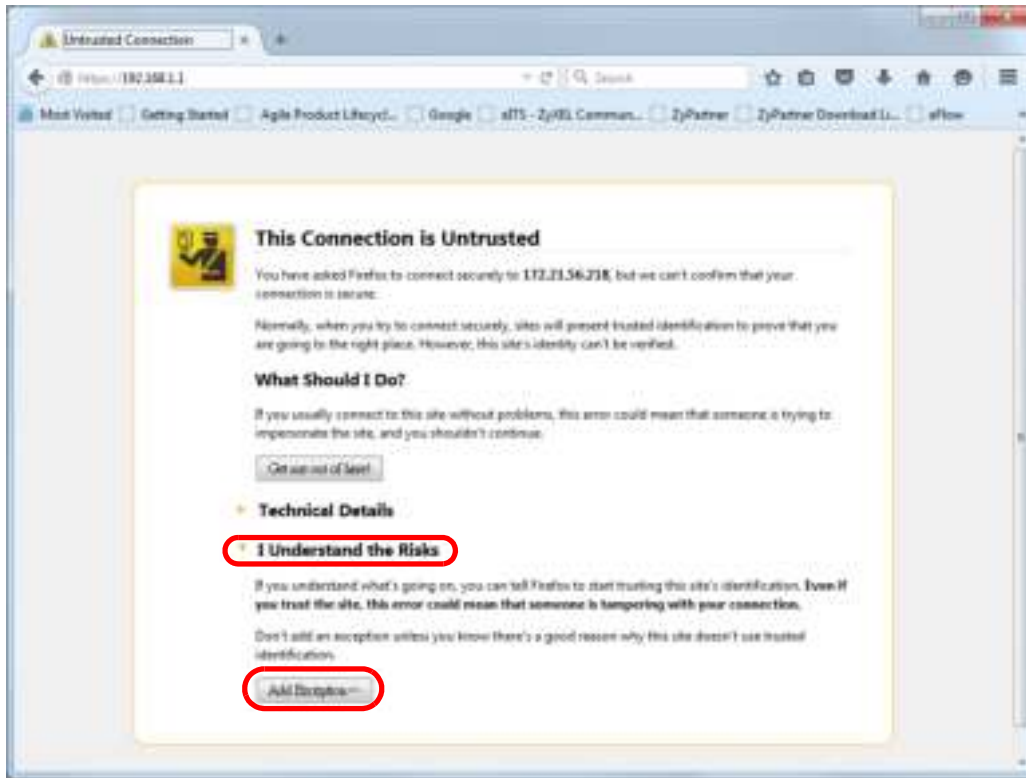 Untrusted Connection
192.168.1.1
Search
Most Visited Getting Started Agile Product Lifecycl... Google eITS - ZyXEL Commun... ZyPartner ZyPartner Download Li... eFlow
This Connection is Untrusted
You have asked Firefox to connect securely to 172.21.56.218, but we can't confirm that your
connection is secure.
Normally, when you try to connect securely, sites will present trusted identification to prove that you
are going to the right place. However, this site's identity can't be verified.
What Should I Do?
If you usually connect to this site without problems, this error could mean that someone is trying to
impersonate the site, and you shouldn't continue.
Get me out of here!
Technical Details
I Understand the Risks
If you understand what's going on, you can tell Firefox to start trusting this site's identification. Even if
you trust the site, this error could mean that someone is tampering with your connection.
Don't add an exception unless you know there's a good reason why this site doesn't use trusted
identification.
Add Exception...